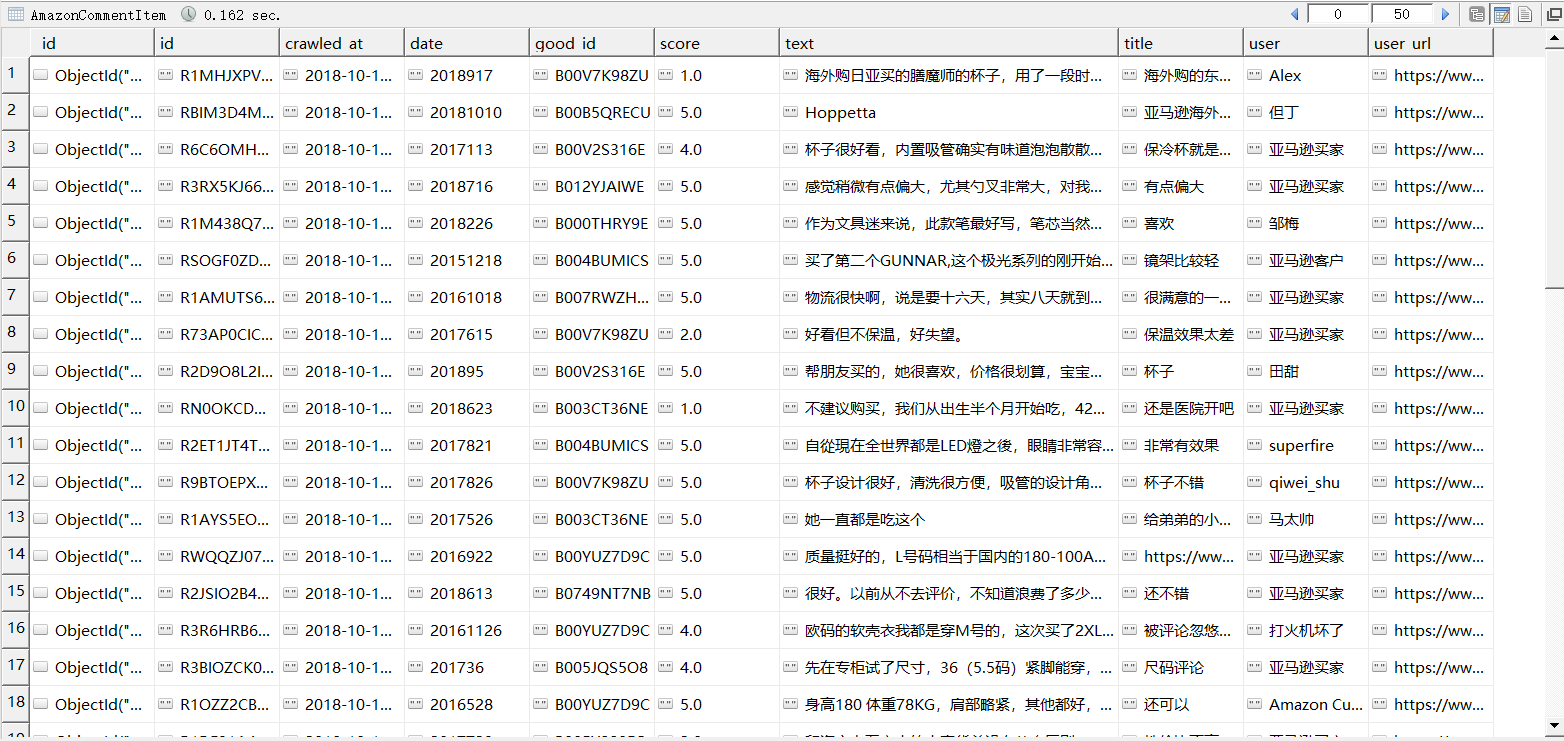 AmazonCommentItem 0.162 sec. 0 50
id id crawled_at date good_id score text title user user_url
1 ObjectId("... R1MHJXPV... 2018-10-1... 2018917 B00V7K98ZU 1.0 海外购日亚买的膳魔师的杯子，用了一段时... 海外购的东... Alex https://ww...
2 ObjectId("... RBIM3D4M... 2018-10-1... 20181010 B00B5QRECU 5.0 Hoppetta 亚马逊海外... 但丁 https://ww...
3 ObjectId("... R6C6OMH... 2018-10-1... 2017113 B00V2S316E 4.0 杯子很好看，内置吸管确实有味道泡泡散散... 保冷杯就是... 亚马逊买家 https://ww...
4 ObjectId("... R3RX5KJ66... 2018-10-1... 2018716 B012YJAIWE 5.0 感觉稍微有点偏大，尤其勺叉非常大，对我... 有点偏大 亚马逊买家 https://ww...
5 ObjectId("... R1M438Q7... 2018-10-1... 2018226 B000THRY9E 5.0 作为文具迷来说，此款笔最好写，笔芯当然... 喜欢 邹梅 https://ww...
6 ObjectId("... RSOGF0ZD... 2018-10-1... 20151218 B004BUMICS 5.0 买了第二个GUNNAR,这个极光系列的刚开始... 镜架比较轻 亚马逊客户 https://ww...
7 ObjectId("... R1AMUTS6... 2018-10-1... 20161018 B007RWZH... 5.0 物流很快啊，说是要十六天，其实八天就到... 很满意的一... 亚马逊买家 https://ww...
8 ObjectId("... R73AP0CIC... 2018-10-1... 2017615 B00V7K98ZU 2.0 好看但不保温，好失望。 保温效果太差 亚马逊买家 https://ww...
9 ObjectId("... R2D9O8L2I... 2018-10-1... 201895 B00V2S316E 5.0 帮朋友买的，她很喜欢，价格很划算，宝宝... 杯子 田甜 https://ww...
10 ObjectId("... RN0OKCD... 2018-10-1... 2018623 B003CT36NE 1.0 不建议购买，我们从出生半个月开始吃，42... 还是医院开吧 亚马逊买家 https://ww...
11 ObjectId("... R2ET1JT4T... 2018-10-1... 2017821 B004BUMICS 5.0 自從現在全世界都是LED燈之後，眼睛非常容... 非常有效果 superfire https://ww...
12 ObjectId("... R9BTOEPX... 2018-10-1... 2017826 B00V7K98ZU 5.0 杯子设计很好，清洗很方便，吸管的设计角... 杯子不错 qiwei_shu https://ww...
13 ObjectId("... R1AYS5EO... 2018-10-1... 2017526 B003CT36NE 5.0 她一直都是吃这个 给弟弟的小... 马太帅 https://ww...
14 ObjectId("... RWQQZJ07... 2018-10-1... 2016922 B00YUZ7D9C 5.0 质量挺好的，L号码相当于国内的180-100A... https://ww... 亚马逊买家 https://ww...
15 ObjectId("... R2JSIO2B4... 2018-10-1... 2018613 B0749NT7NB 5.0 很好。以前从不去评价，不知道浪费了多少... 还不错 亚马逊买家 https://ww...
16 ObjectId("... R3R6HRB6... 2018-10-1... 20161126 B00YUZ7D9C 4.0 欧码的软壳衣我都是穿M号的，这次买了2XL... 被评论忽悠... 打火机坏了 https://ww...
17 ObjectId("... R3BIOZCK0... 2018-10-1... 201736 B005JQS5O8 4.0 先在专柜试了尺寸，36（5.5码）紧脚能穿，... 尺码评论 亚马逊买家 https://ww...
18 ObjectId("... R1OZZ2CB... 2018-10-1... 2016528 B00YUZ7D9C 5.0 身高180 体重78KG，肩部略紧，其他都好，... 还可以 Amazon Cu... https://ww...